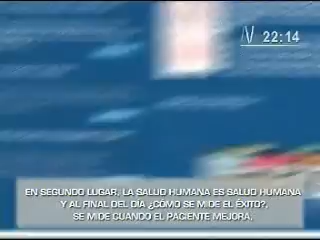 N 22:14
EN SEGUNDO LUGAR, LA SALUD HUMANA ES SALUD HUMANA
Y AL FINAL DEL DÍA ¿CÓMO SE MIDE EL ÉXITO?,
SE MIDE CUANDO EL PACIENTE MEJORA.